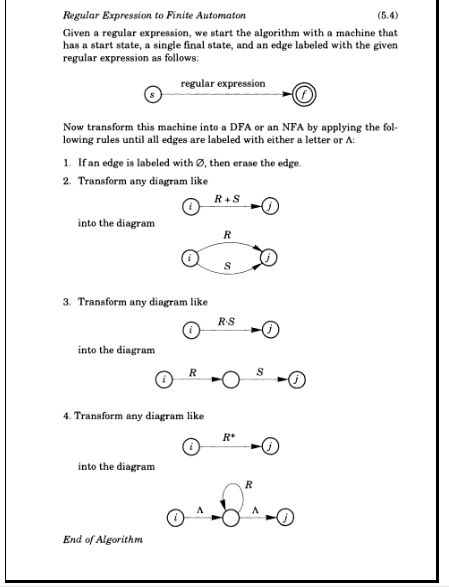 Regular Expression to Finite Automaton (5.4)
Given a regular expression, we start the algorithm with a machine that
has a start state, a single final state, and an edge labeled with the given
regular expression as follows:
regular expression
s f
Now transform this machine into a DFA or an NFA by applying the fol-
lowing rules until all edges are labeled with either a letter or Λ:
1. If an edge is labeled with ∅, then erase the edge.
2. Transform any diagram like
R + S
i j
into the diagram
R
i j
S
3. Transform any diagram like
R·S
i j
into the diagram
R S
i j
4. Transform any diagram like
R*
i j
into the diagram
R
Λ Λ
i j
End of Algorithm